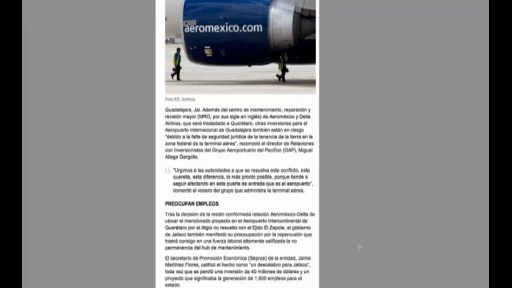 aeromexico.com
Foto EE: Archivo
Guadalajara, Jal. Además del centro de mantenimiento, reparación y
revisión mayor (MRO, por sus sigla en inglés) de Aeroméxico y Delta
Airlines, que será trasladado a Querétaro, otras inversiones para el
Aeropuerto Internacional de Guadalajara también están en riesgo
"debido a la falta de seguridad jurídica de la tenencia de la tierra en la
zona federal de la terminal aérea", reconoció el director de Relaciones
con Inversionistas del Grupo Aeroportuario del Pacífico (GAP), Miguel
Aliaga Gargollo.
"Urgimos a las autoridades a que se resuelva este conflicto, esta
querella, esta diferencia, lo más pronto posible, porque tiende a
seguir afectando en esta puerta de entrada que es el aeropuerto",
comentó el vocero del grupo que administra la terminal aérea.
PREOCUPAN EMPLEOS
Tras la decisión de la recién conformada relación Aeroméxico-Delta de
ubicar el mencionado proyecto en el Aeropuerto Intercontinental de
Querétaro por el litigio no resuelto con el Ejido El Zapote, el gobierno
de Jalisco también manifestó su preocupación por la repercusión que
traerá consigo en una fuerza laboral altamente calificada la no
permanencia del hub de mantenimiento.
El secretario de Promoción Económica (Seproe) de la entidad, Jaime
Martínez Flores, calificó el hecho como "un descalabro para Jalisco",
toda vez que se perdió una inversión de 40 millones de dólares y un
proyecto que significaba la generación de 1,500 empleos para el
estado.